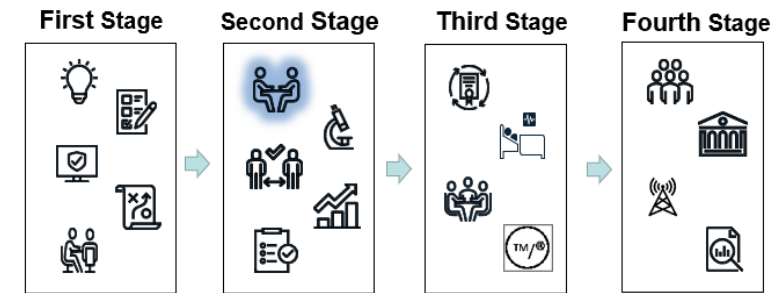 First Stage
Second Stage
Third Stage
Fourth Stage
TM/®